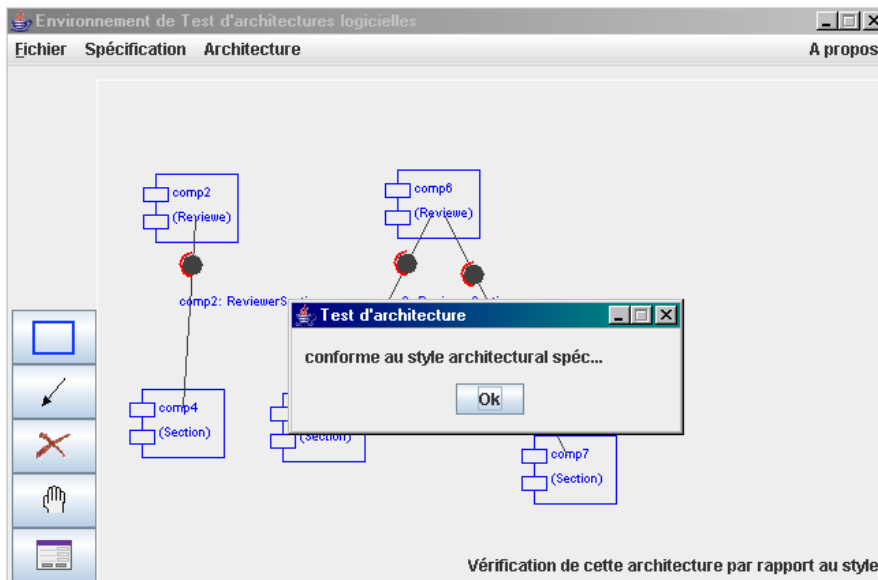 Environnement de Test d'architectures logicielles
Fichier Spécification Architecture A propos
comp2
(Reviewe)
comp6
(Reviewe)
comp2: ReviewerSectio
Test d'architecture
conforme au style architectural spéc...
Ok
comp4
(Section)
(Section)
comp7
(Section)
Vérification de cette architecture par rapport au style